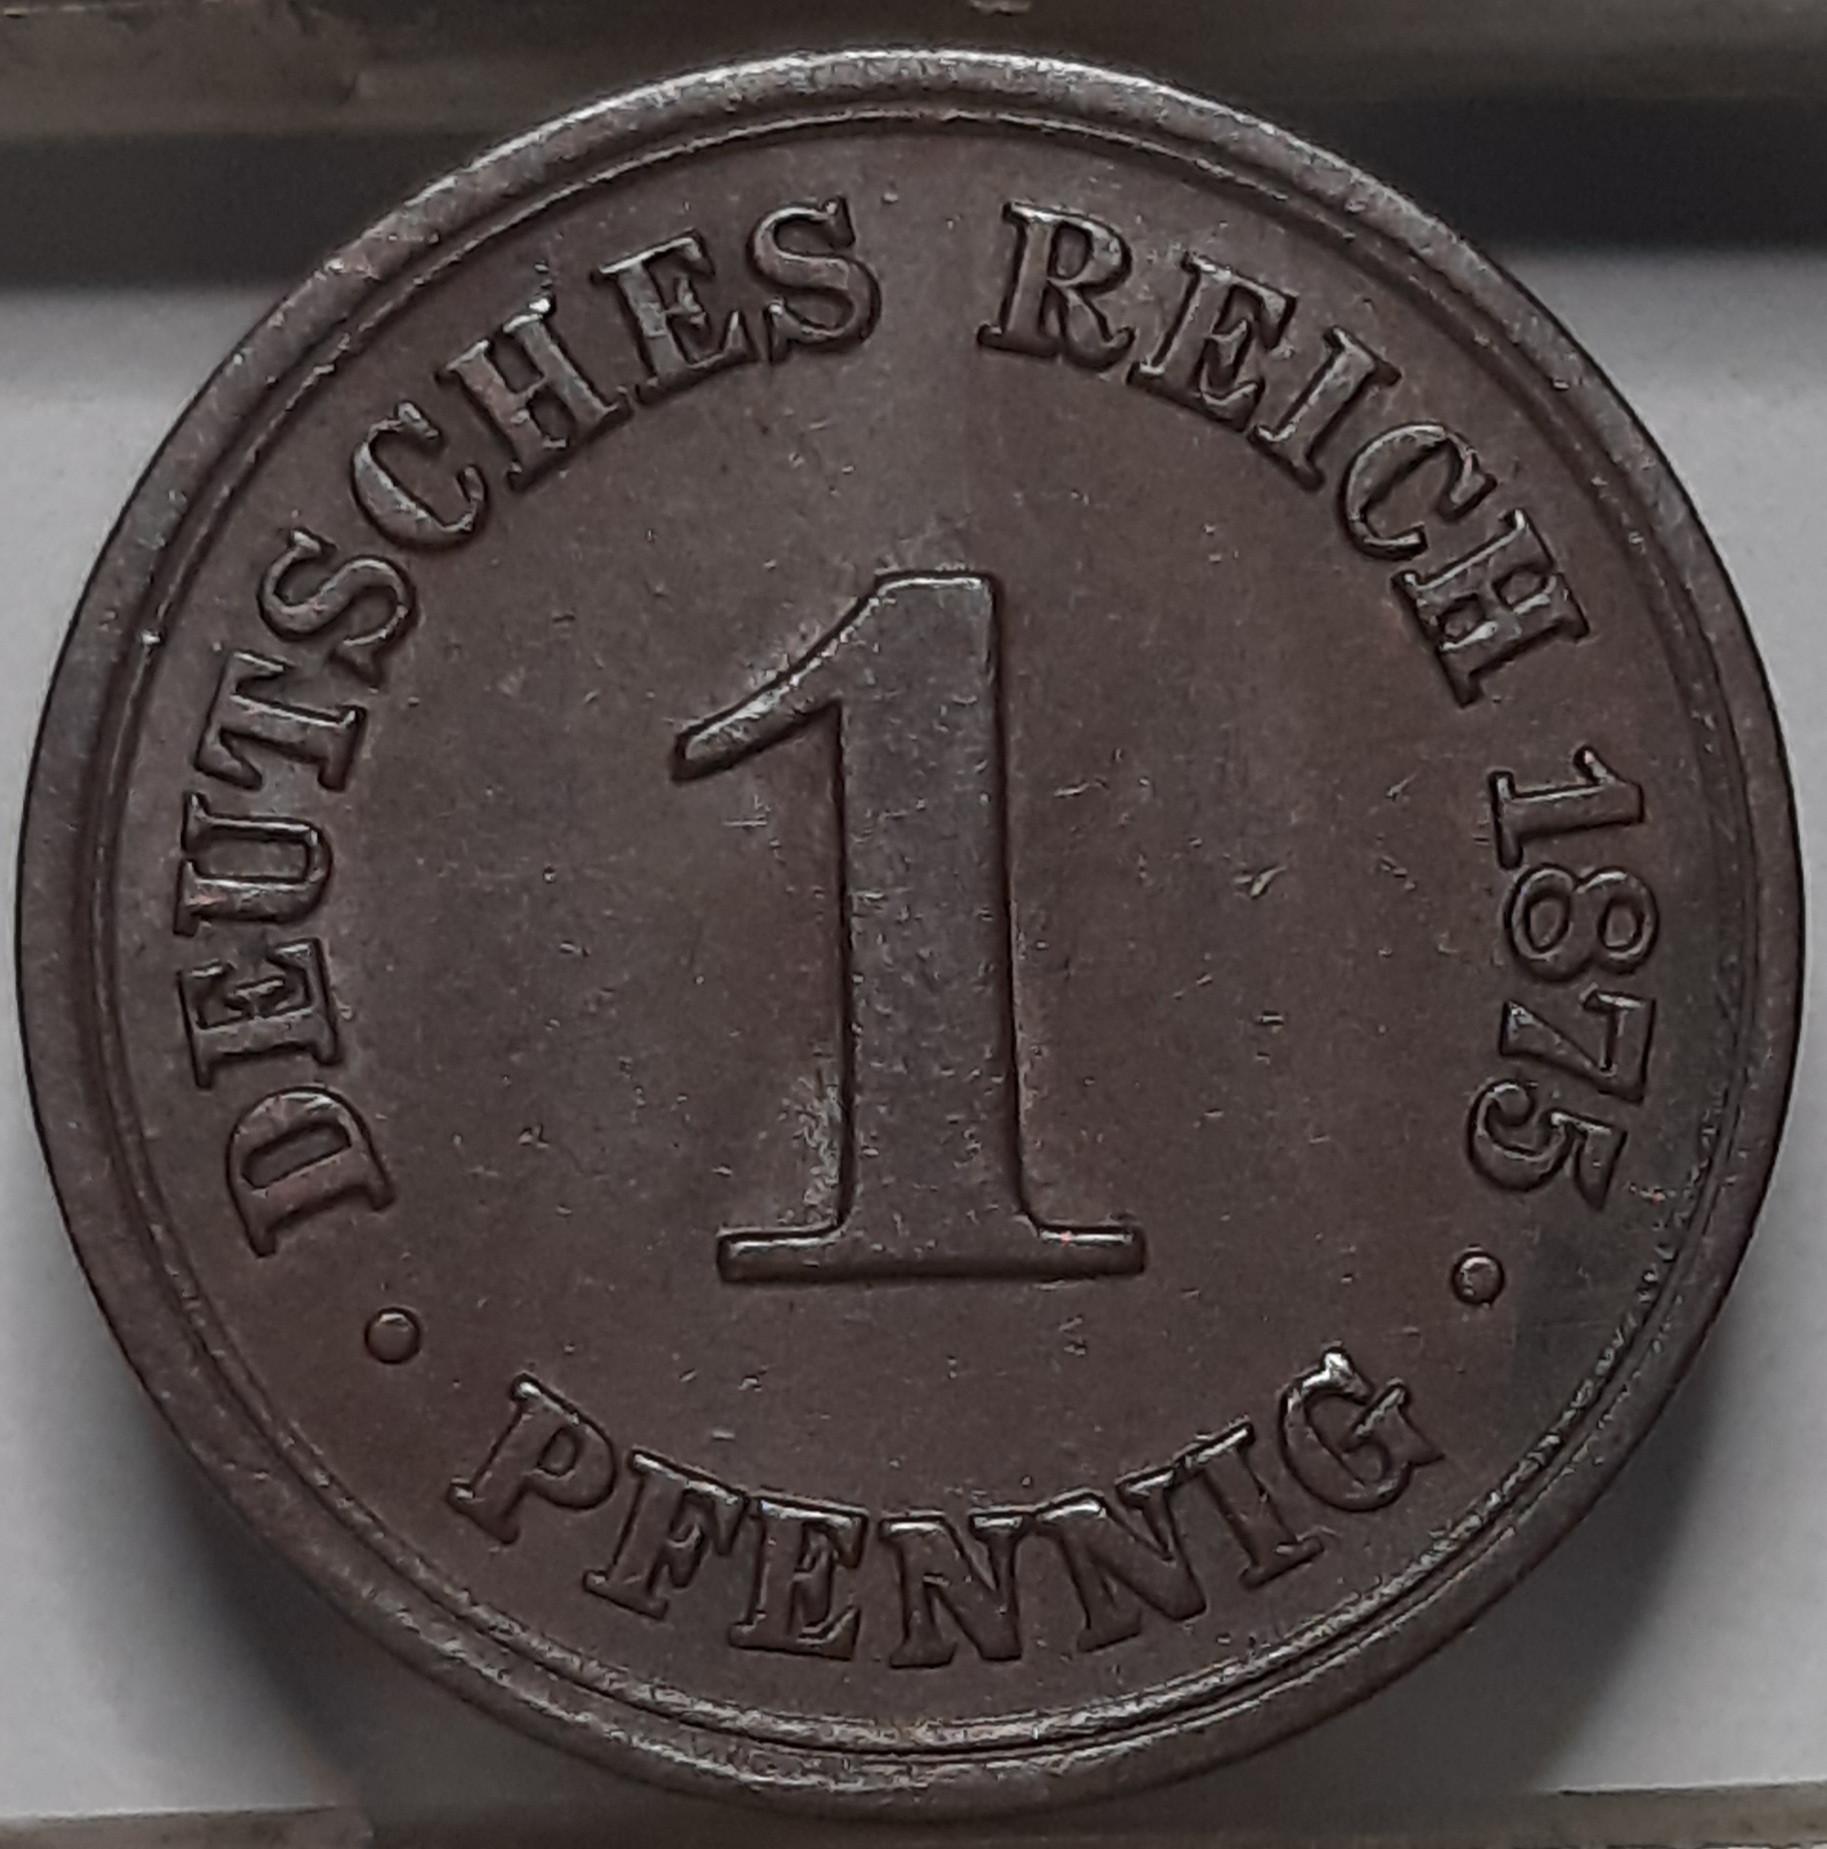 DEUTSCHES REICH 1875
1
PFENNIG